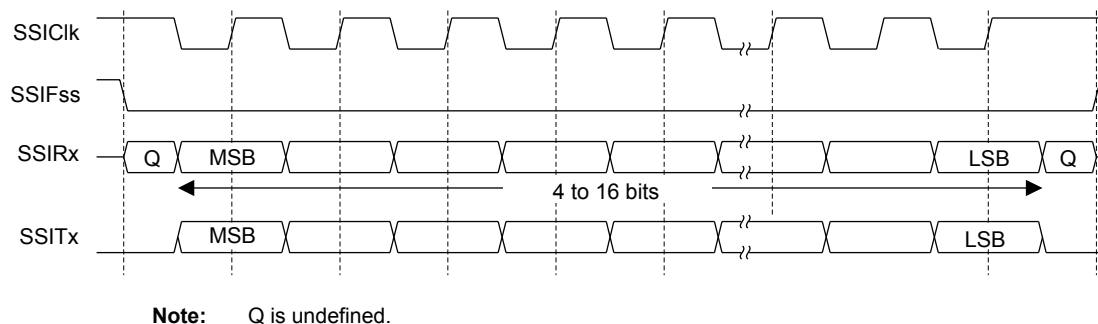 SSIClk
SSIFss
SSIRx Q MSB LSB Q
4 to 16 bits
SSITx MSB LSB
Note: Q is undefined.